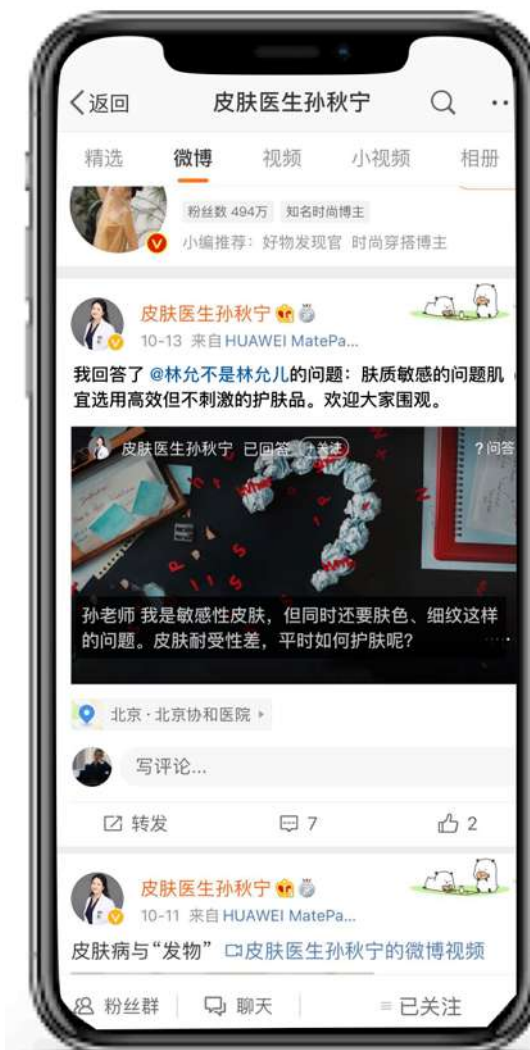 返回
皮肤医生孙秋宁
精选 微博 视频 小视频 相册
粉丝数 494万 知名时尚博主
小编推荐：好物发现官 时尚穿搭博主
皮肤医生孙秋宁
10-13 来自 HUAWEI MatePa...
我回答了 @林允不是林允儿的问题：肤质敏感的问题肌
宜选用高效但不刺激的护肤品。欢迎大家围观。
皮肤医生孙秋宁 已回答 +关注 ?问答
孙老师 我是敏感性皮肤，但同时还要肤色、细纹这样
的问题。皮肤耐受性差，平时如何护肤呢？
北京·北京协和医院
写评论...
转发 7 2
皮肤医生孙秋宁
10-11 来自 HUAWEI MatePa...
皮肤病与“发物” 皮肤医生孙秋宁的微博视频
粉丝群 聊天 已关注